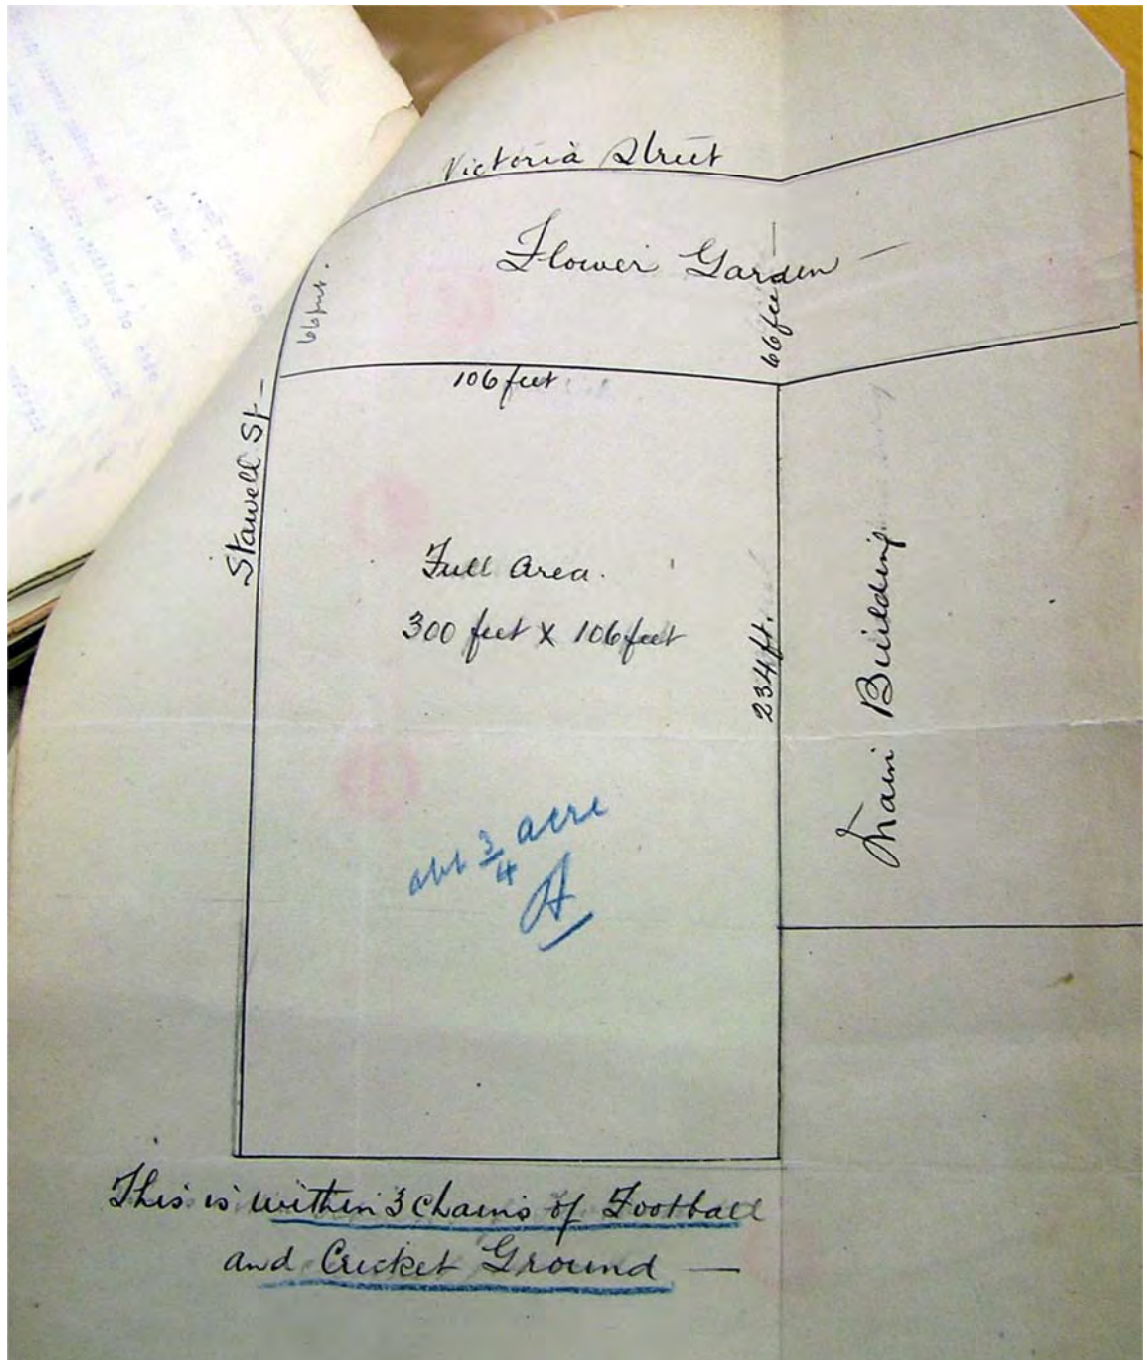 Victoria Street
Flower Garden
66 feet.
66 feet
106 feet
Stawell St
Full Area.
300 feet X 106 feet
234 ft.
Main Building
abt 3/4 acre
A
This is within 3 chains of Football
and Cricket Ground